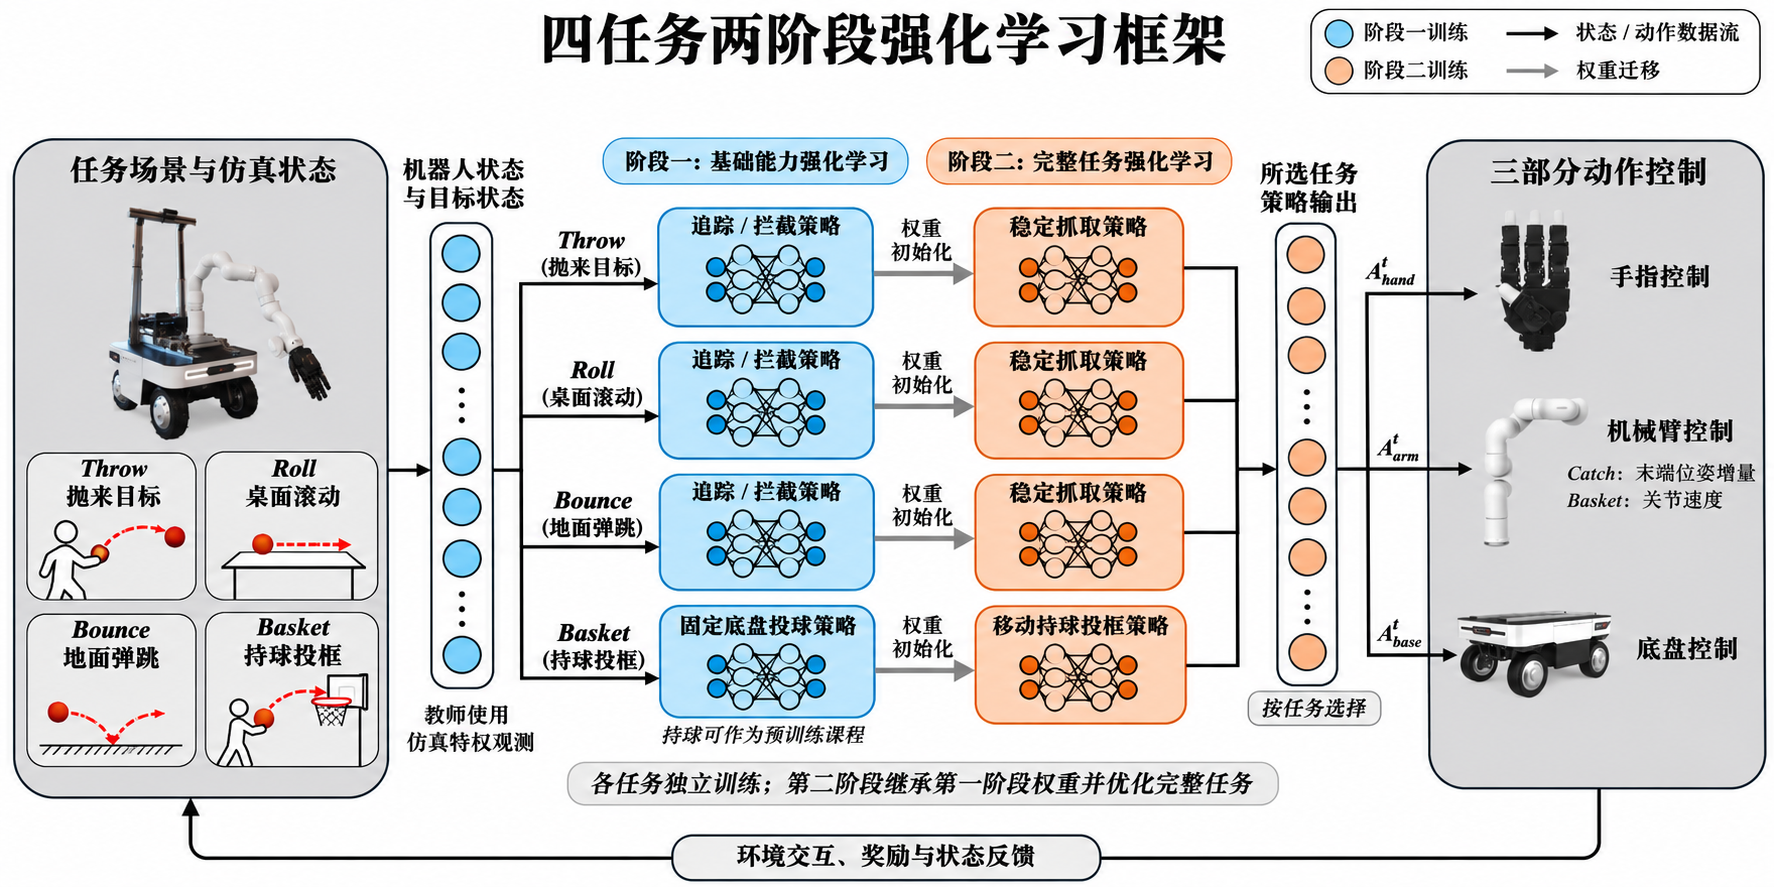 四任务两阶段强化学习框架
阶段一训练
状态 / 动作数据流
阶段二训练
权重迁移
任务场景与仿真状态
Throw
抛来目标
Roll
桌面滚动
Bounce
地面弹跳
Basket
持球投框
机器人状态
与目标状态
教师使用
仿真特权观测
阶段一: 基础能力强化学习
阶段二: 完整任务强化学习
Throw
(抛来目标)
追踪 / 拦截策略
权重
初始化
稳定抓取策略
Roll
(桌面滚动)
追踪 / 拦截策略
权重
初始化
稳定抓取策略
Bounce
(地面弹跳)
追踪 / 拦截策略
权重
初始化
稳定抓取策略
Basket
(持球投框)
固定底盘投球策略
权重
初始化
移动持球投框策略
持球可作为预训练课程
各任务独立训练；第二阶段继承第一阶段权重并优化完整任务
所选任务
策略输出
按任务选择
三部分动作控制
A^t_hand
手指控制
A^t_arm
机械臂控制
Catch: 末端位姿增量
Basket: 关节速度
A^t_base
底盘控制
环境交互、奖励与状态反馈